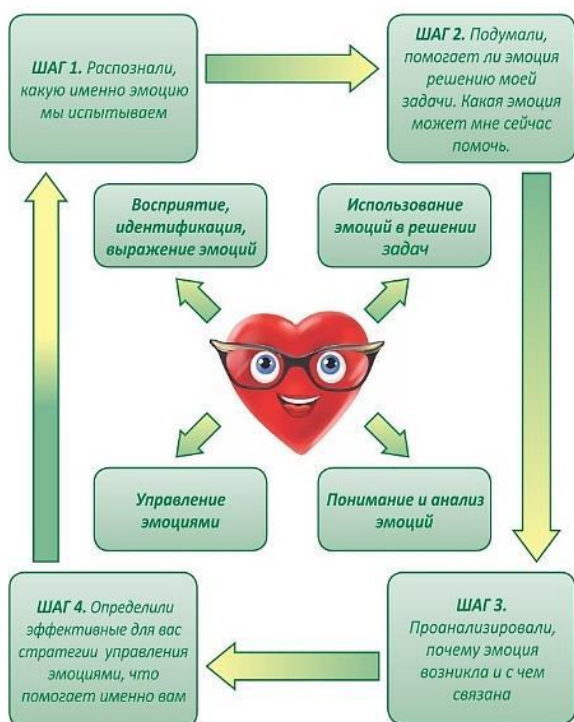 ШАГ 1. Распознали,
какую именно эмоцию
мы испытываем
ШАГ 2. Подумали,
помогает ли эмоция
решению моей
задачи. Какая эмоция
может мне сейчас
помочь.
Восприятие,
идентификация,
выражение эмоций
Использование
эмоций в решении
задач
Управление
эмоциями
Понимание и анализ
эмоций
ШАГ 4. Определили
эффективные для вас
стратегии управления
эмоциями, что
помогает именно вам
ШАГ 3.
Проанализировали,
почему эмоция
возникла и с чем
связана